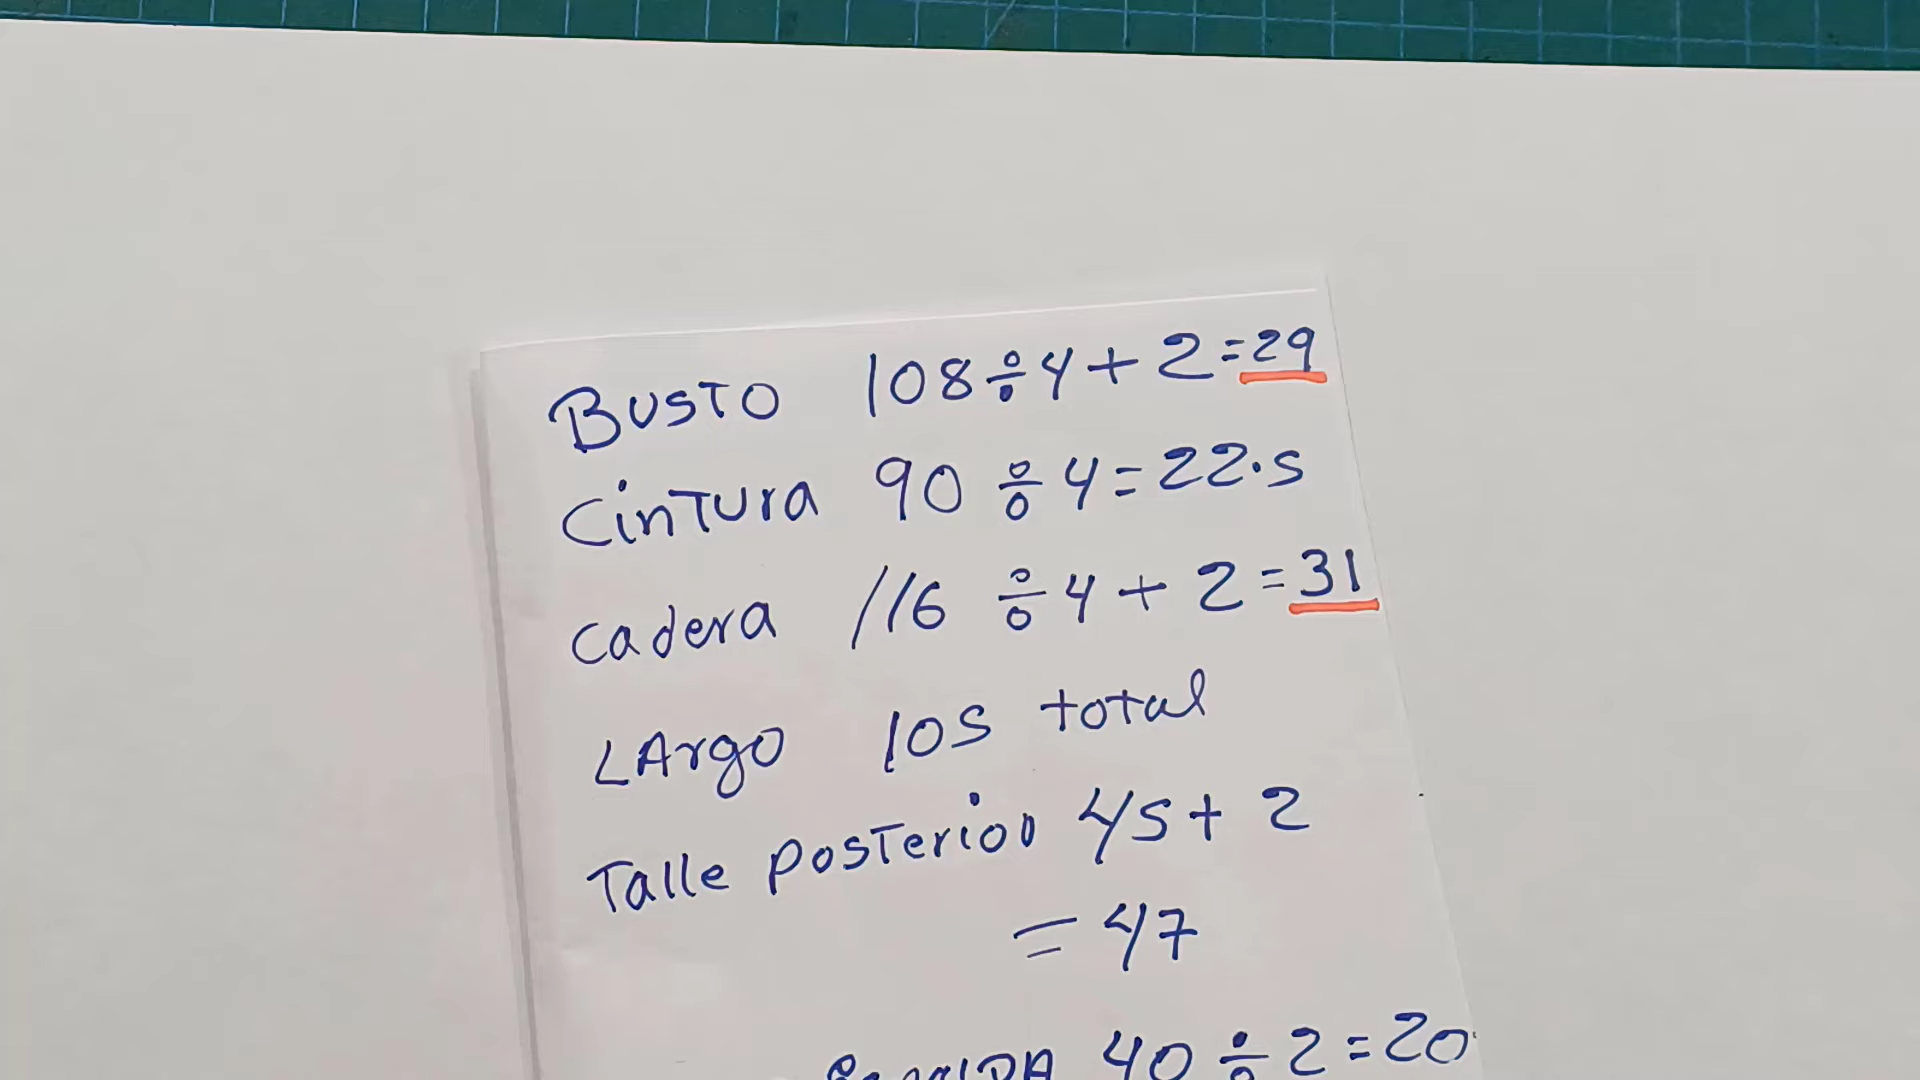 BUSTO 108÷4+2=29
CinTUra 90÷4=22.5
cadera 116÷4+2=31
LArgo 105 total
Talle posTerior 45+2
=47
40÷2=20